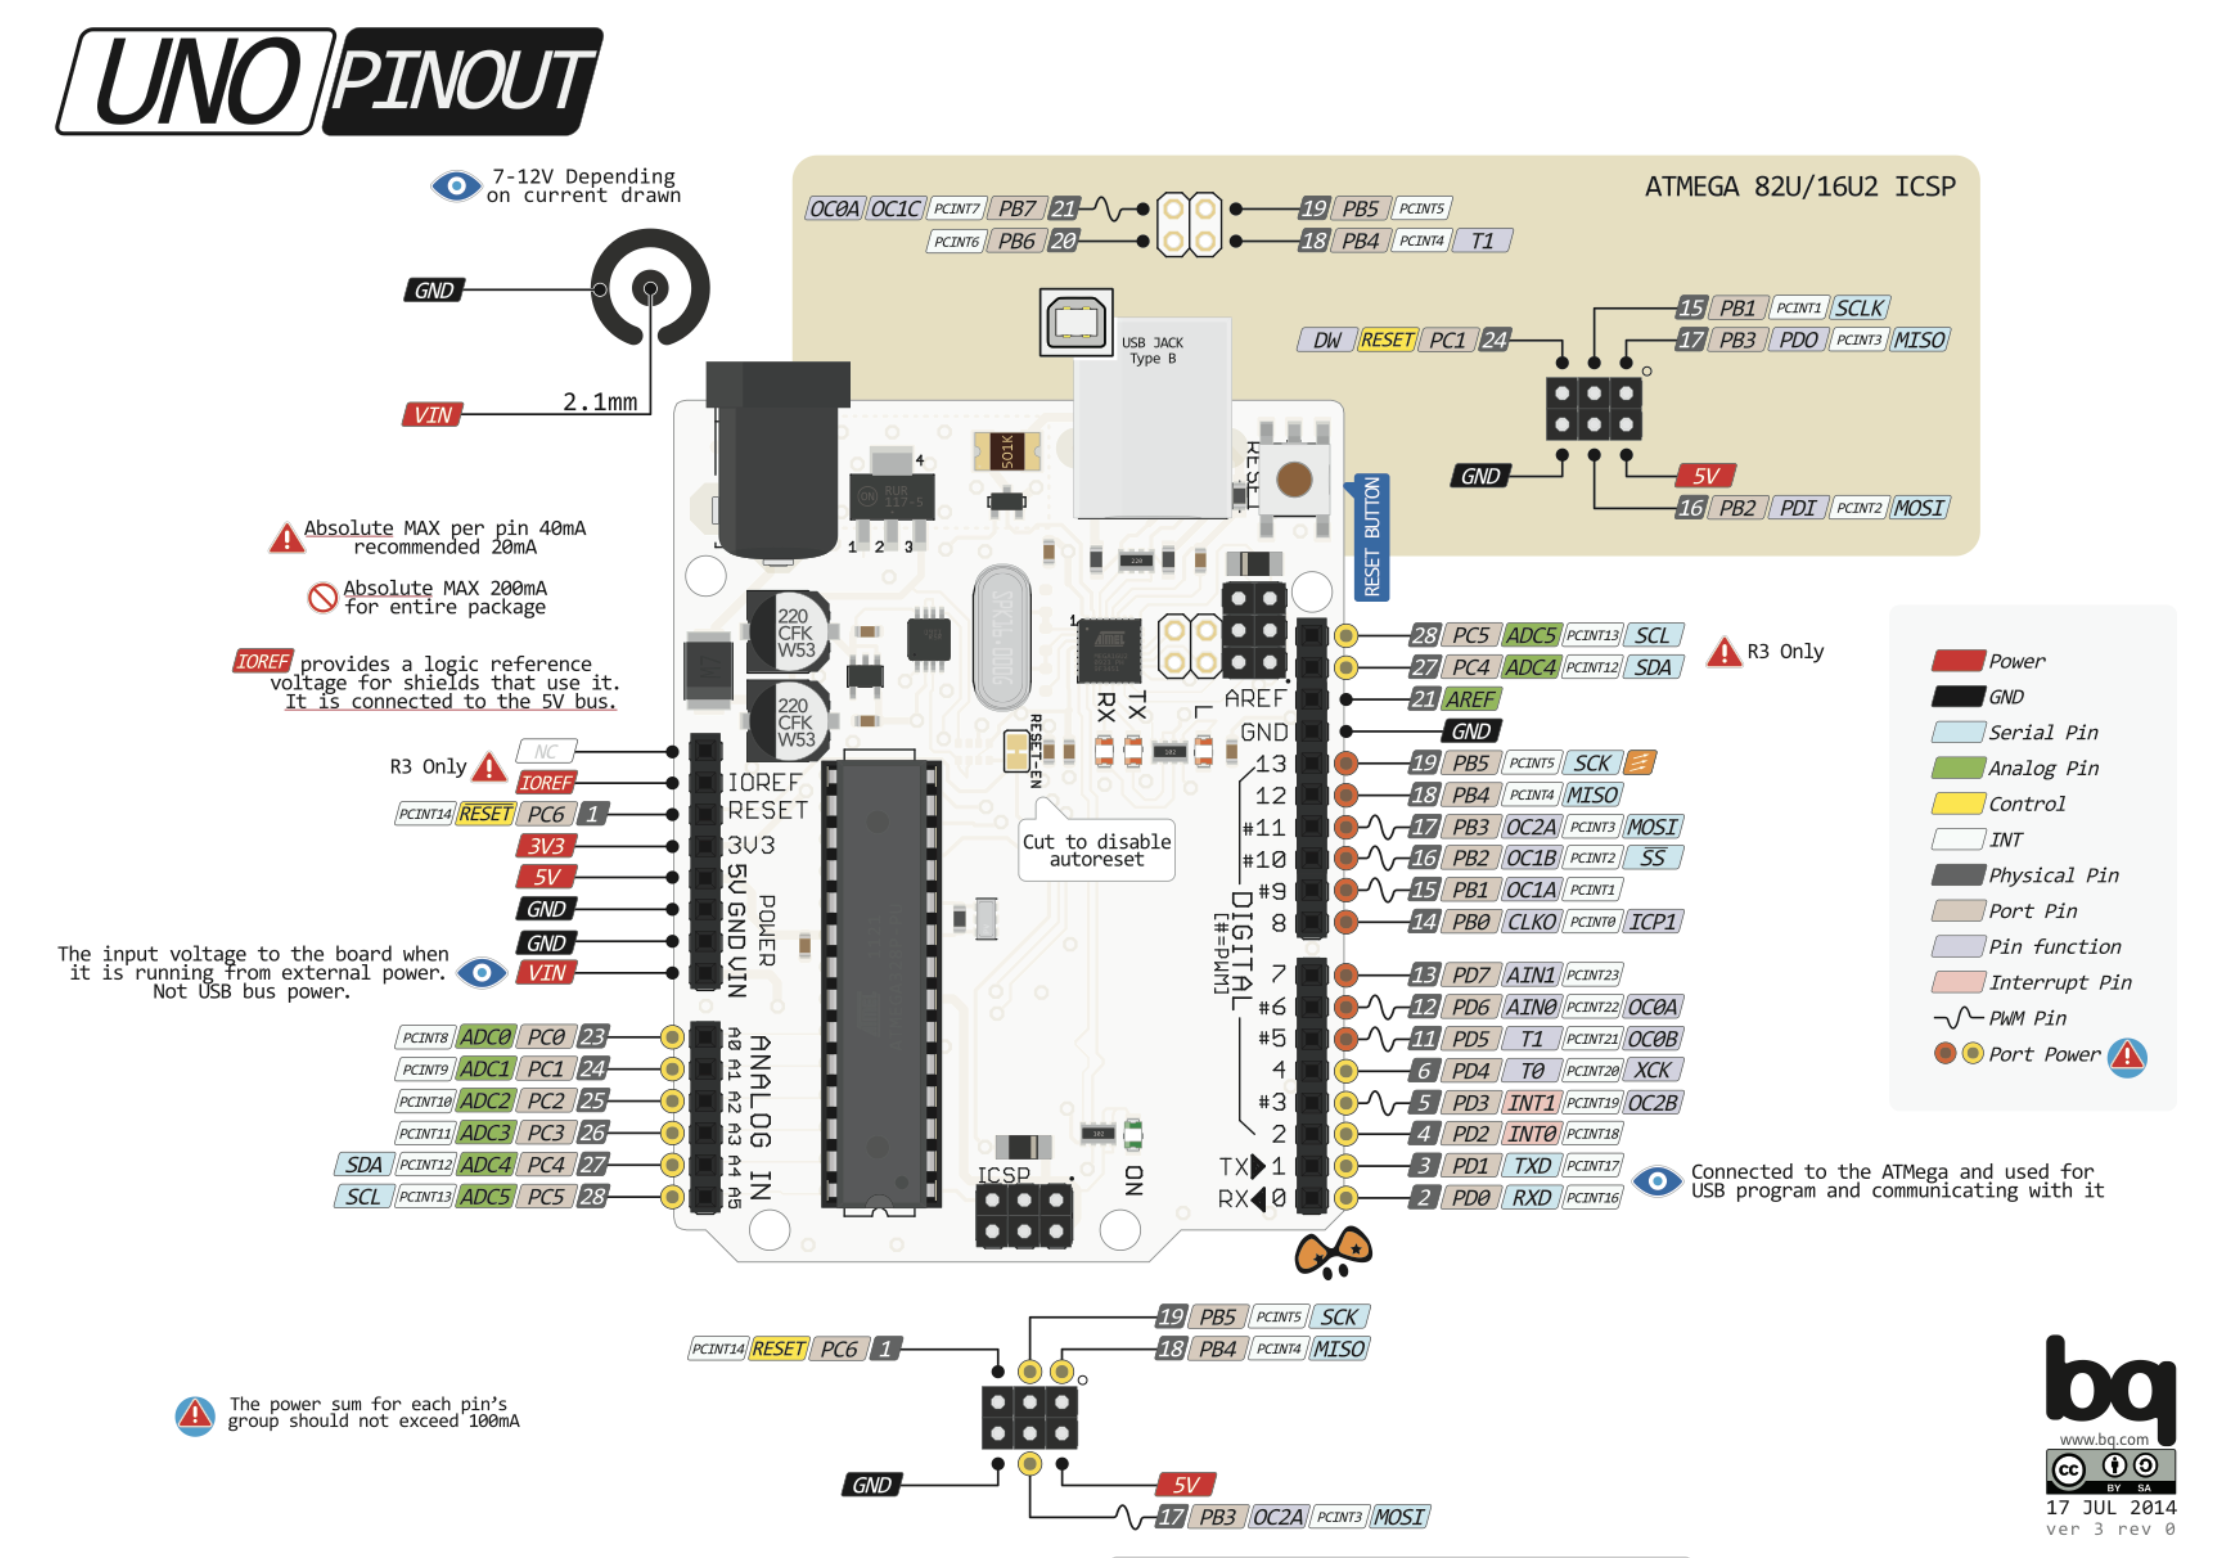 UNO PINOUT
7-12V Depending
on current drawn
GND
VIN
2.1mm
ATMEGA 82U/16U2 ICSP
OC0A OC1C PCINT7 PB7 21
PCINT6 PB6 20
19 PB5 PCINT5
18 PB4 PCINT4 T1
15 PB1 PCINT1 SCLK
17 PB3 PDO PCINT3 MISO
DW RESET PC1 24
GND
5V
16 PB2 PDI PCINT2 MOSI
USB JACK
Type B
RESET
RESET BUTTON
501K
4
ON
RUR
117-5
1 2 3
Absolute MAX per pin 40mA
recommended 20mA
Absolute MAX 200mA
for entire package
IOREF provides a logic reference
voltage for shields that use it.
It is connected to the 5V bus.
220
CFK
W53
220
CFK
W53
M7
220
1
ATMEL
RX TX L
RESET-EN
102
Cut to disable
autoreset
NC
R3 Only
IOREF
PCINT14 RESET PC6 1
3V3
5V
GND
GND
VIN
The input voltage to the board when
it is running from external power.
Not USB bus power.
IOREF
RESET
3V3
5V
GND
VIN
POWER
PCINT8 ADC0 PC0 23
PCINT9 ADC1 PC1 24
PCINT10 ADC2 PC2 25
PCINT11 ADC3 PC3 26
SDA PCINT12 ADC4 PC4 27
SCL PCINT13 ADC5 PC5 28
A0
A1
A2
A3
A4
A5
ANALOG IN
AREF
GND
13
12
#11
#10
#9
8
7
#6
#5
4
#3
2
TX 1
RX 0
DIGITAL
[#=PWM]
102
ON
ICSP
28 PC5 ADC5 PCINT13 SCL
27 PC4 ADC4 PCINT12 SDA
R3 Only
21 AREF
GND
19 PB5 PCINT5 SCK
18 PB4 PCINT4 MISO
17 PB3 OC2A PCINT3 MOSI
16 PB2 OC1B PCINT2 SS
15 PB1 OC1A PCINT1
14 PB0 CLKO PCINT0 ICP1
13 PD7 AIN1 PCINT23
12 PD6 AIN0 PCINT22 OC0A
11 PD5 T1 PCINT21 OC0B
6 PD4 T0 PCINT20 XCK
5 PD3 INT1 PCINT19 OC2B
4 PD2 INT0 PCINT18
3 PD1 TXD PCINT17
2 PD0 RXD PCINT16
Connected to the ATMega and used for
USB program and communicating with it
Power
GND
Serial Pin
Analog Pin
Control
INT
Physical Pin
Port Pin
Pin function
Interrupt Pin
PWM Pin
Port Power
19 PB5 PCINT5 SCK
18 PB4 PCINT4 MISO
PCINT14 RESET PC6 1
GND
5V
17 PB3 OC2A PCINT3 MOSI
The power sum for each pin's
group should not exceed 100mA
bq
www.bq.com
cc
BY SA
17 JUL 2014
ver 3 rev 0